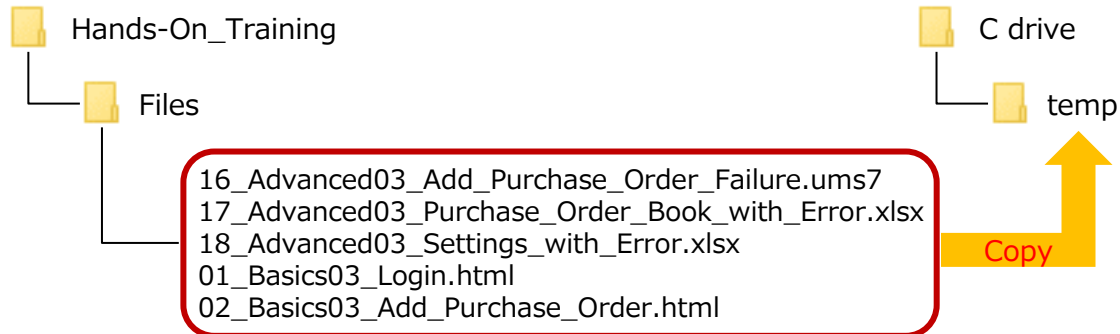 Hands-On_Training
C drive
Files
temp
16_Advanced03_Add_Purchase_Order_Failure.ums7
17_Advanced03_Purchase_Order_Book_with_Error.xlsx
18_Advanced03_Settings_with_Error.xlsx
01_Basics03_Login.html
02_Basics03_Add_Purchase_Order.html
Copy